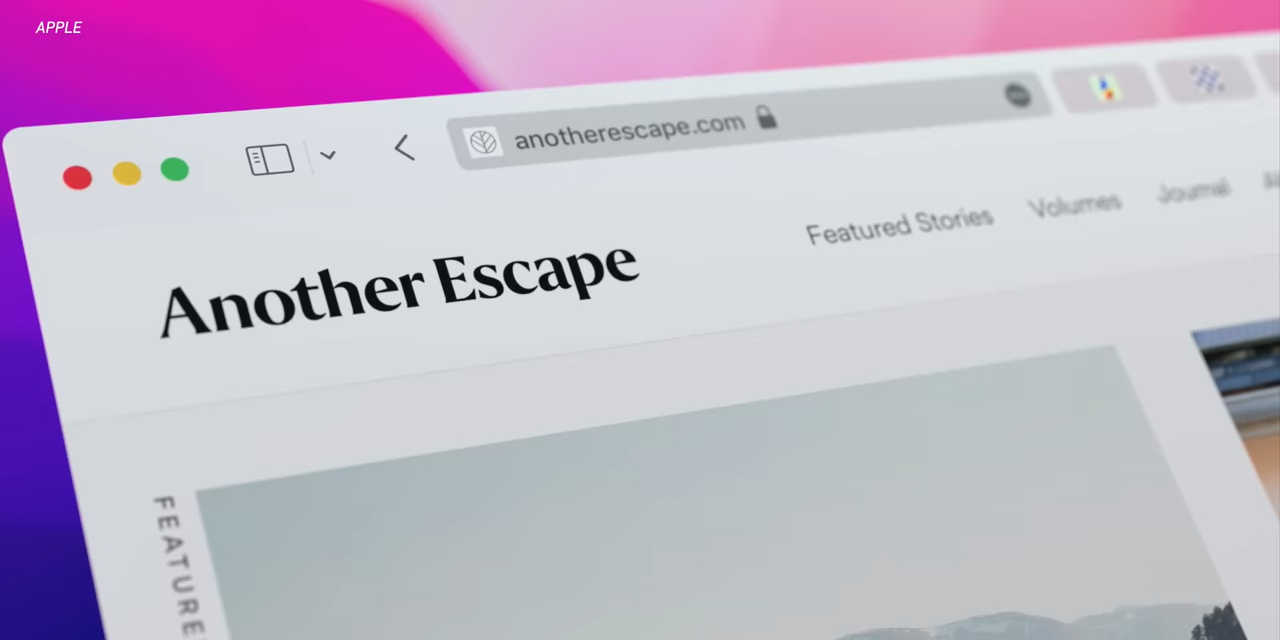 APPLE
anotherescape.com
Another Escape
Featured Stories
Volumes
Journal
FEATURE